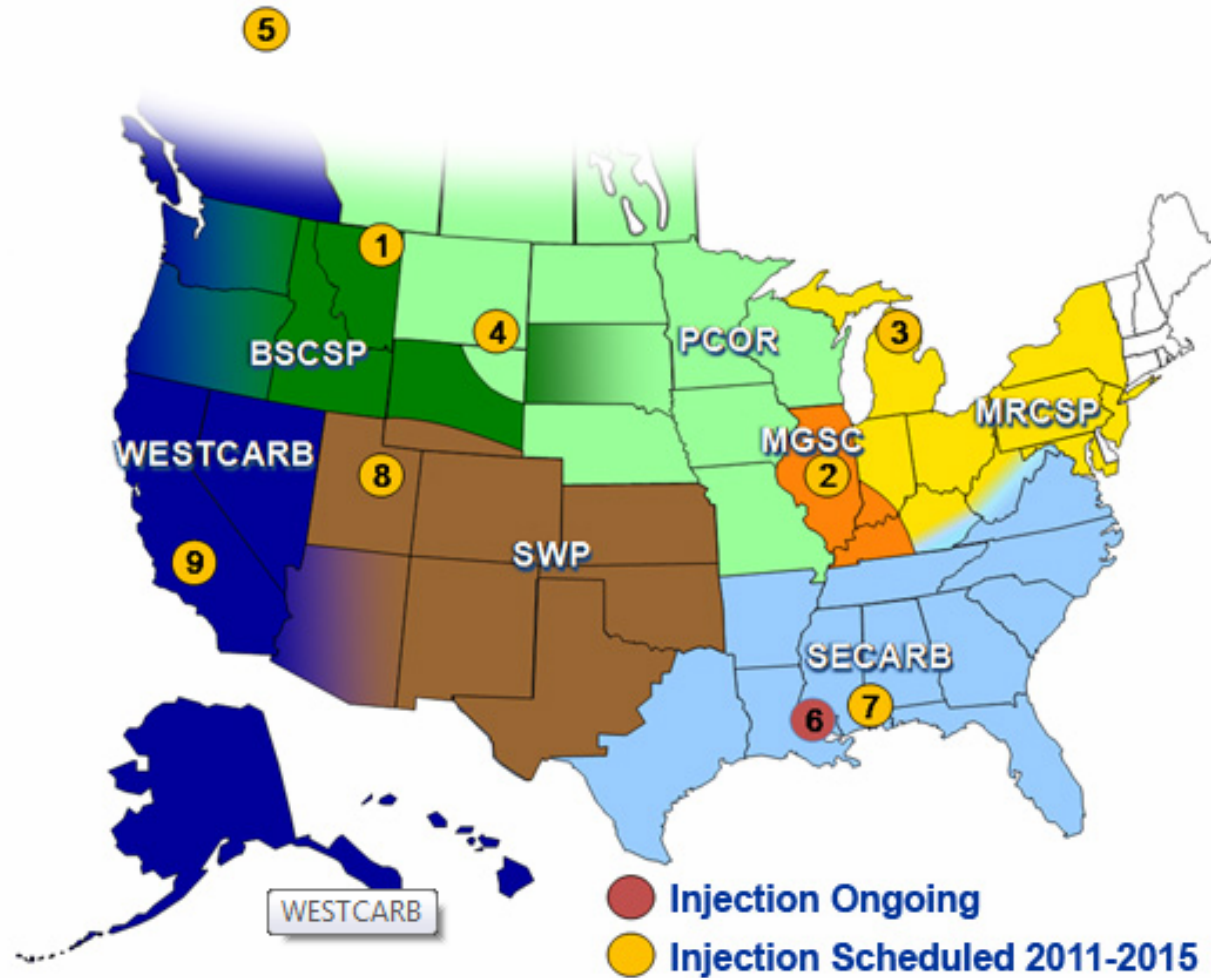 5
1
4
BSCSP
PCOR
3
WESTCARB
8
MGSC
2
MRCSP
9
SWP
SECARB
6
7
WESTCARB
Injection Ongoing
Injection Scheduled 2011-2015